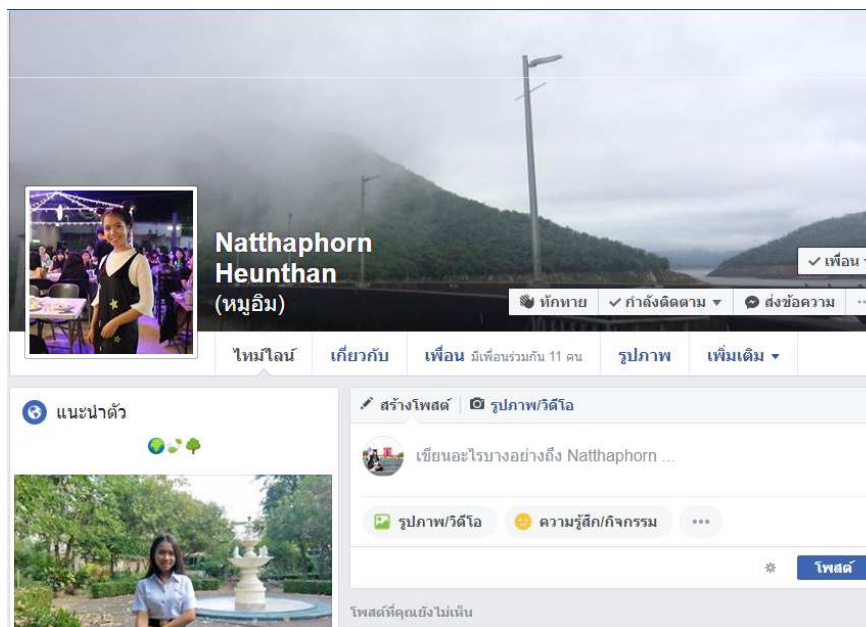 Natthaphorn
Heunthan
(หมูอิม)
เพื่อน
ทักทาย
กำลังติดตาม
ส่งข้อความ
ไทม์ไลน์
เกี่ยวกับ
เพื่อน มีเพื่อนร่วมกัน 11 คน
รูปภาพ
เพิ่มเติม
แนะนำตัว
สร้างโพสต์
รูปภาพ/วิดีโอ
เขียนอะไรบางอย่างถึง Natthaphorn ...
รูปภาพ/วิดีโอ
ความรู้สึก/กิจกรรม
โพสต์
โพสต์ที่คุณยังไม่เห็น